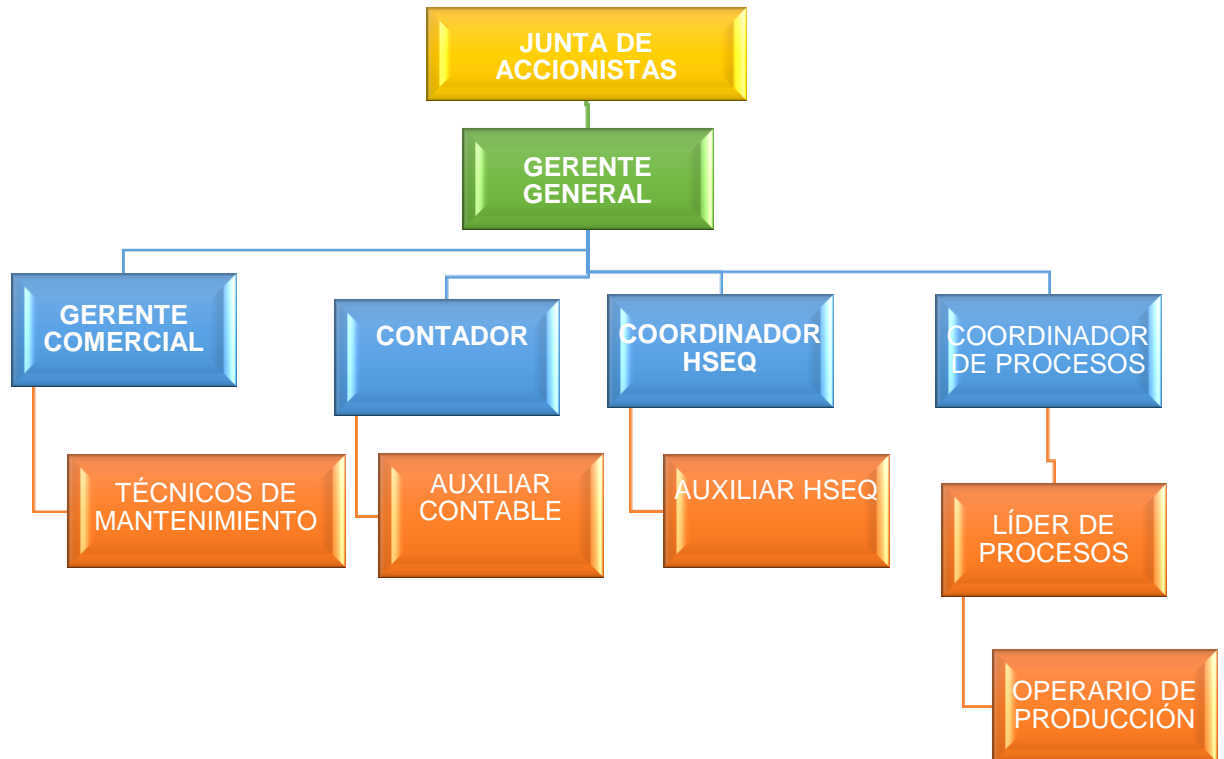 JUNTA DE
ACCIONISTAS
GERENTE
GENERAL
GERENTE
COMERCIAL
CONTADOR
COORDINADOR
HSEQ
COORDINADOR
DE PROCESOS
TÉCNICOS DE
MANTENIMIENTO
AUXILIAR
CONTABLE
AUXILIAR HSEQ
LÍDER DE
PROCESOS
OPERARIO DE
PRODUCCIÓN